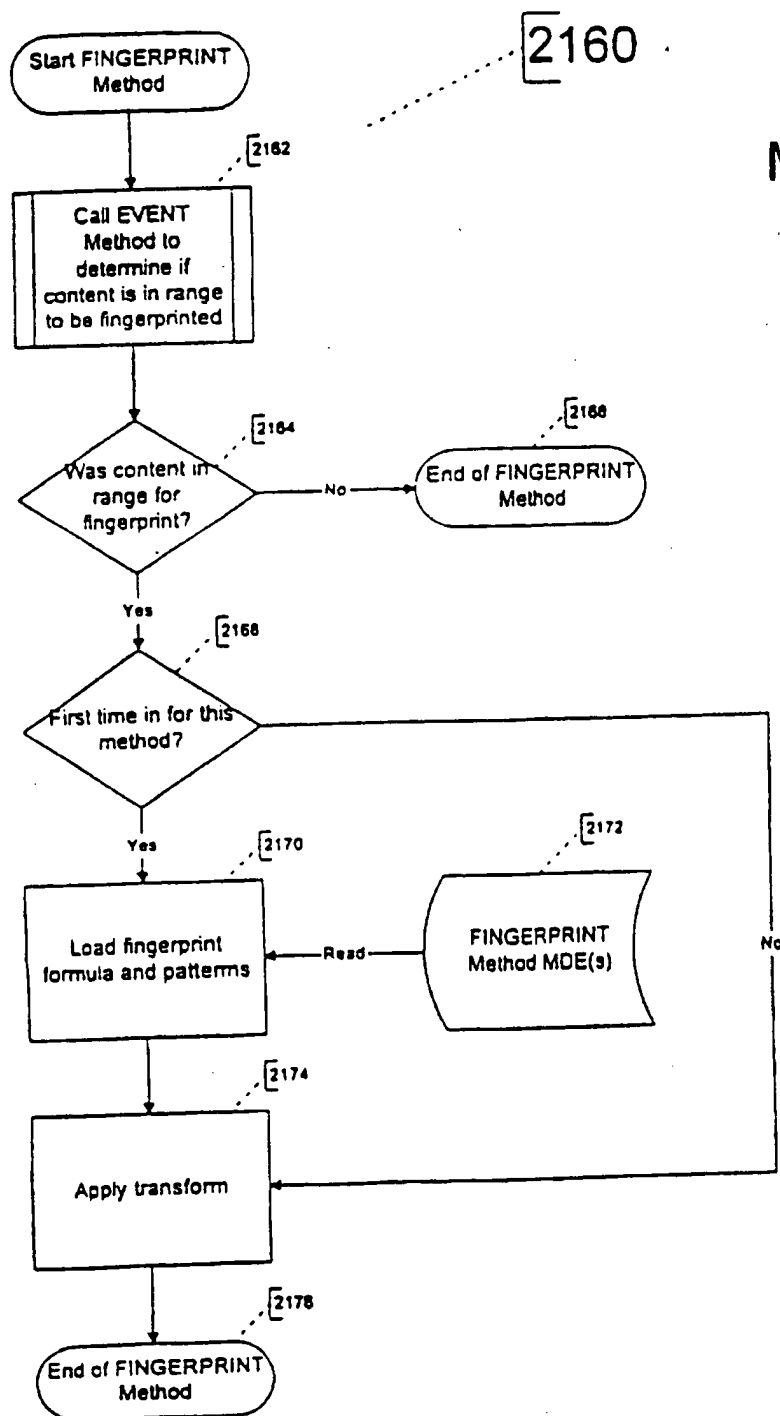 Start FINGERPRINT
Method
2160
2162
Call EVENT
Method to
determine if
content is in range
to be fingerprinted
2164
Was content in
range for
fingerprint?
No
2166
End of FINGERPRINT
Method
Yes
2168
First time in for this
method?
No
Yes
2170
Load fingerprint
formula and patterns
Read
2172
FINGERPRINT
Method MDE(s)
2174
Apply transform
2176
End of FINGERPRINT
Method